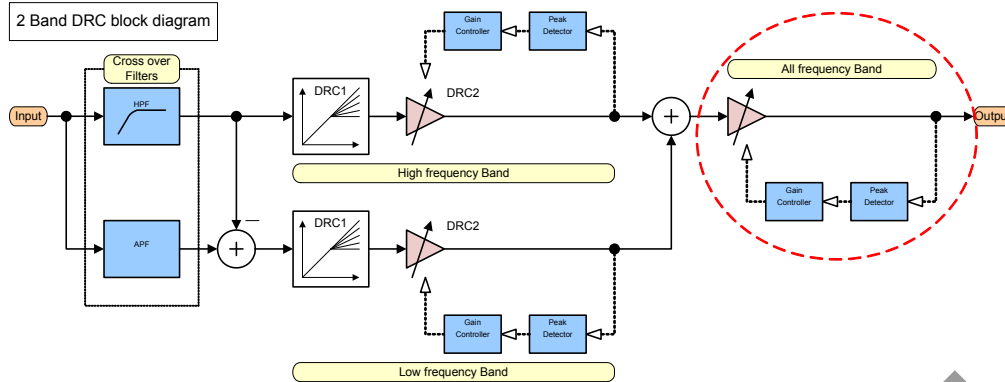 2 Band DRC block diagram
Cross over
Filters
Input
HPF
APF
DRC1
DRC2
Gain
Controller
Peak
Detector
High frequency Band
DRC1
DRC2
Gain
Controller
Peak
Detector
Low frequency Band
All frequency Band
Gain
Controller
Peak
Detector
Output